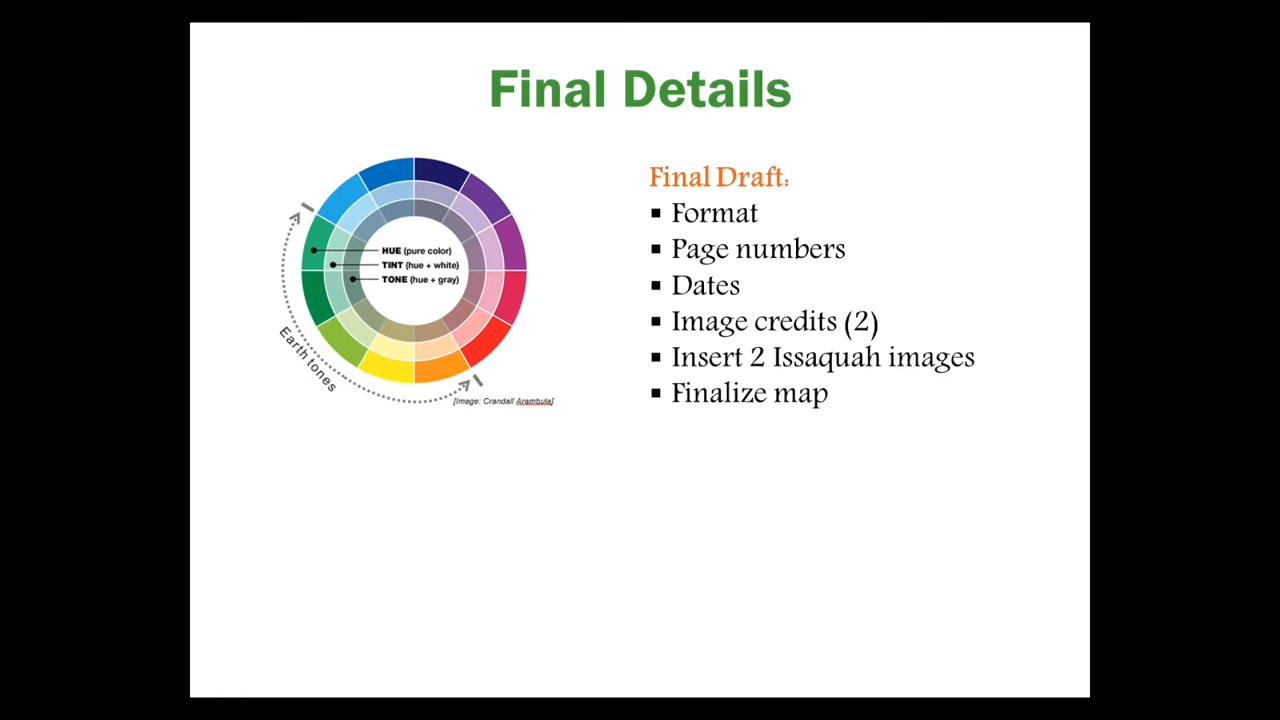 Final Details
HUE (pure color)
TINT (hue + white)
TONE (hue + gray)
Earth tones
[Image: Crandall Arambula]
Final Draft:
▪ Format
▪ Page numbers
▪ Dates
▪ Image credits (2)
▪ Insert 2 Issaquah images
▪ Finalize map